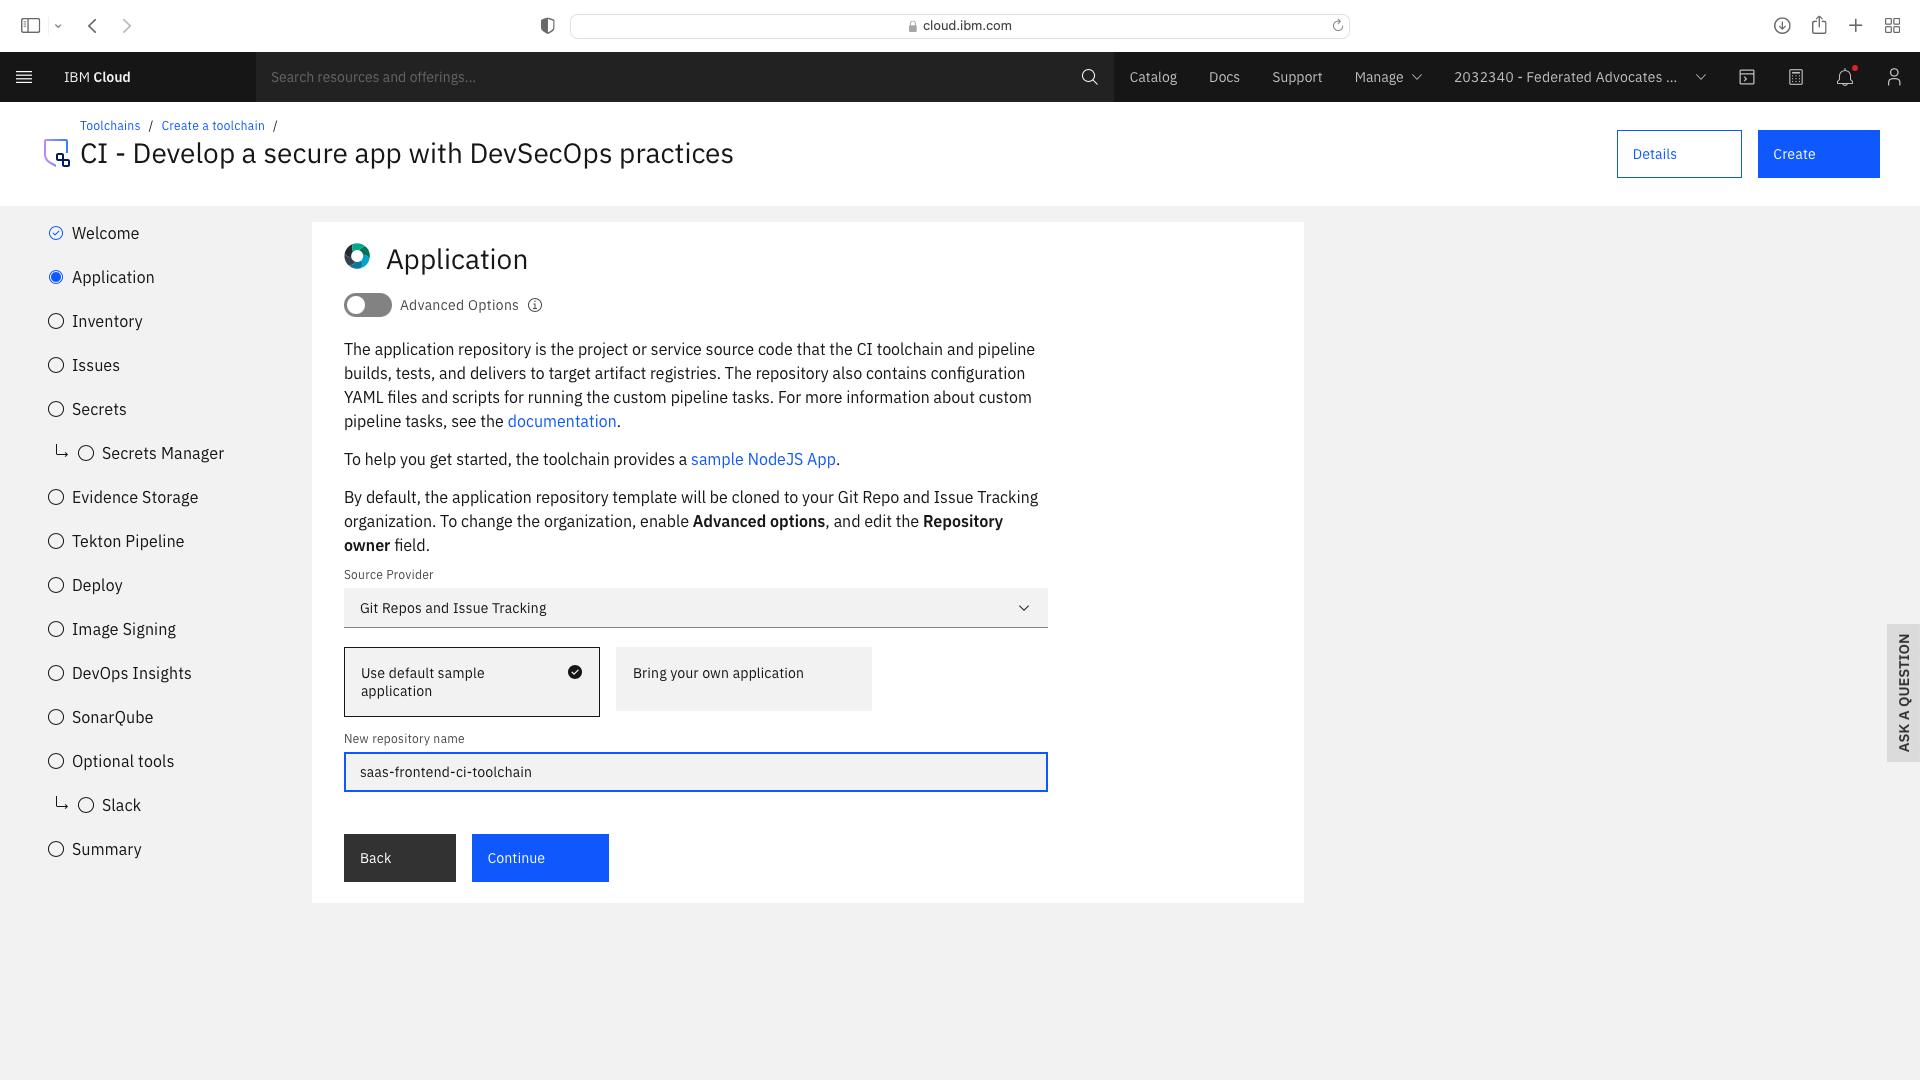 cloud.ibm.com
IBM Cloud
Search resources and offerings...
Catalog
Docs
Support
Manage
2032340 - Federated Advocates ...
Toolchains / Create a toolchain /
CI - Develop a secure app with DevSecOps practices
Details
Create
Welcome
Application
Inventory
Issues
Secrets
Secrets Manager
Evidence Storage
Tekton Pipeline
Deploy
Image Signing
DevOps Insights
SonarQube
Optional tools
Slack
Summary
Application
Advanced Options
The application repository is the project or service source code that the CI toolchain and pipeline
builds, tests, and delivers to target artifact registries. The repository also contains configuration
YAML files and scripts for running the custom pipeline tasks. For more information about custom
pipeline tasks, see the documentation.
To help you get started, the toolchain provides a sample NodeJS App.
By default, the application repository template will be cloned to your Git Repo and Issue Tracking
organization. To change the organization, enable Advanced options, and edit the Repository
owner field.
Source Provider
Git Repos and Issue Tracking
Use default sample
application
Bring your own application
New repository name
saas-frontend-ci-toolchain
Back
Continue
ASK A QUESTION